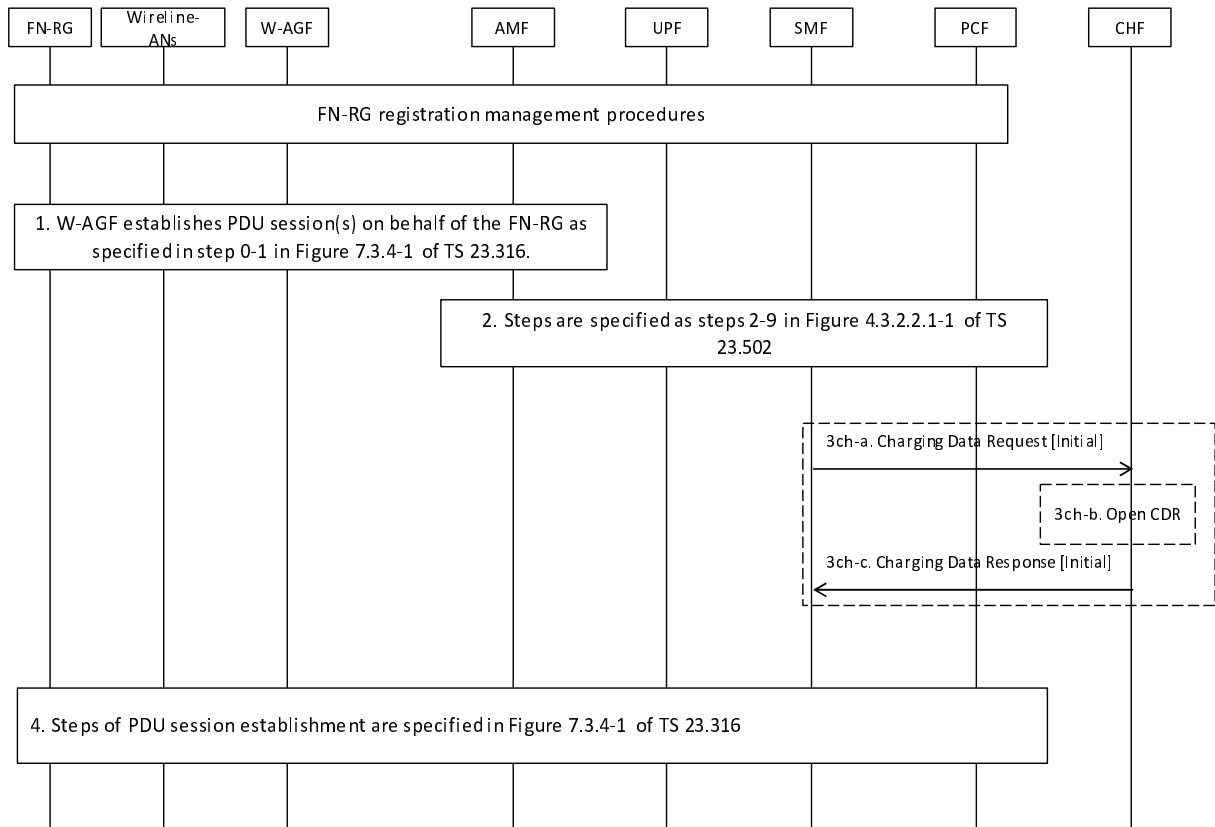 FN-RG
Wireline-
ANs
W-AGF
AMF
UPF
SMF
PCF
CHF
FN-RG registration management procedures
1. W-AGF establishes PDU session(s) on behalf of the FN-RG as
specified in step 0-1 in Figure 7.3.4-1 of TS 23.316.
2. Steps are specified as steps 2-9 in Figure 4.3.2.2.1-1 of TS
23.502
3ch-a. Charging Data Request [Initial]
3ch-b. Open CDR
3ch-c. Charging Data Response [Initial]
4. Steps of PDU session establishment are specified in Figure 7.3.4-1 of TS 23.316